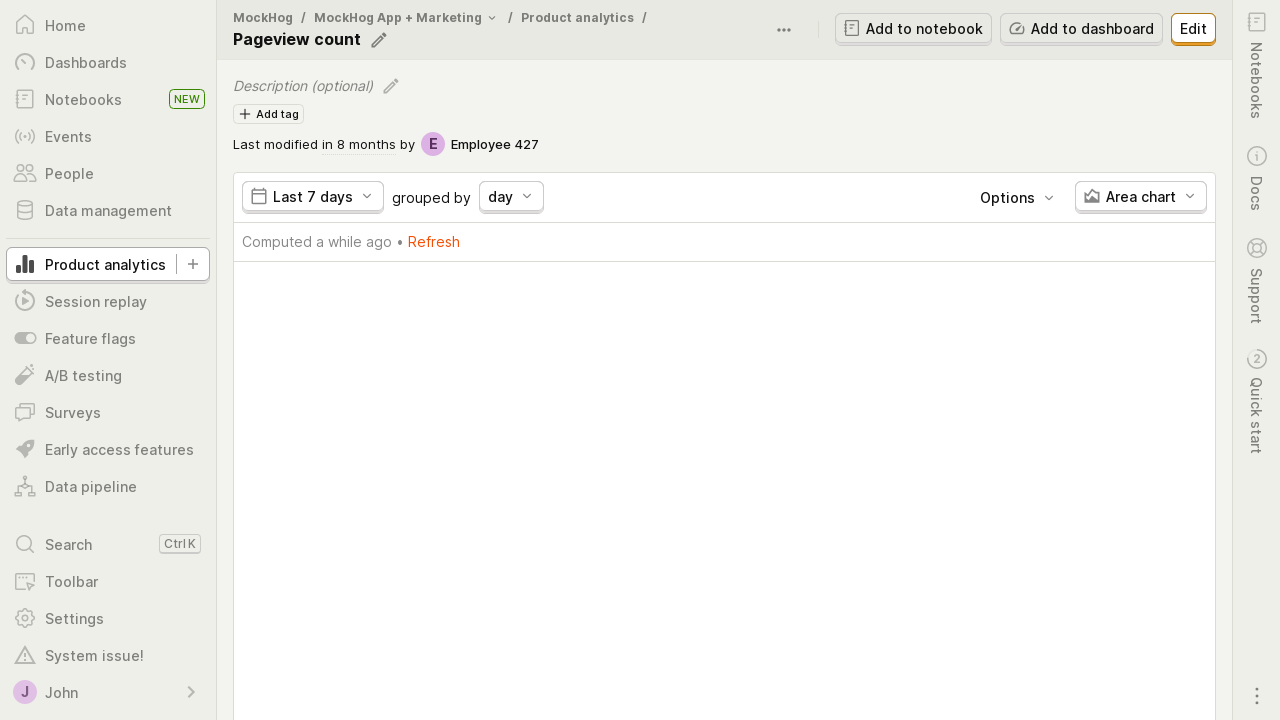 Home
Dashboards
Notebooks NEW
Events
People
Data management
Product analytics
Session replay
Feature flags
A/B testing
Surveys
Early access features
Data pipeline
Search Ctrl K
Toolbar
Settings
System issue!
J John
MockHog / MockHog App + Marketing / Product analytics /
Pageview count
Add to notebook
Add to dashboard
Edit
Description (optional)
Add tag
Last modified in 8 months by E Employee 427
Last 7 days grouped by day
Options
Area chart
Computed a while ago • Refresh
Notebooks
Docs
Support
2 Quick start